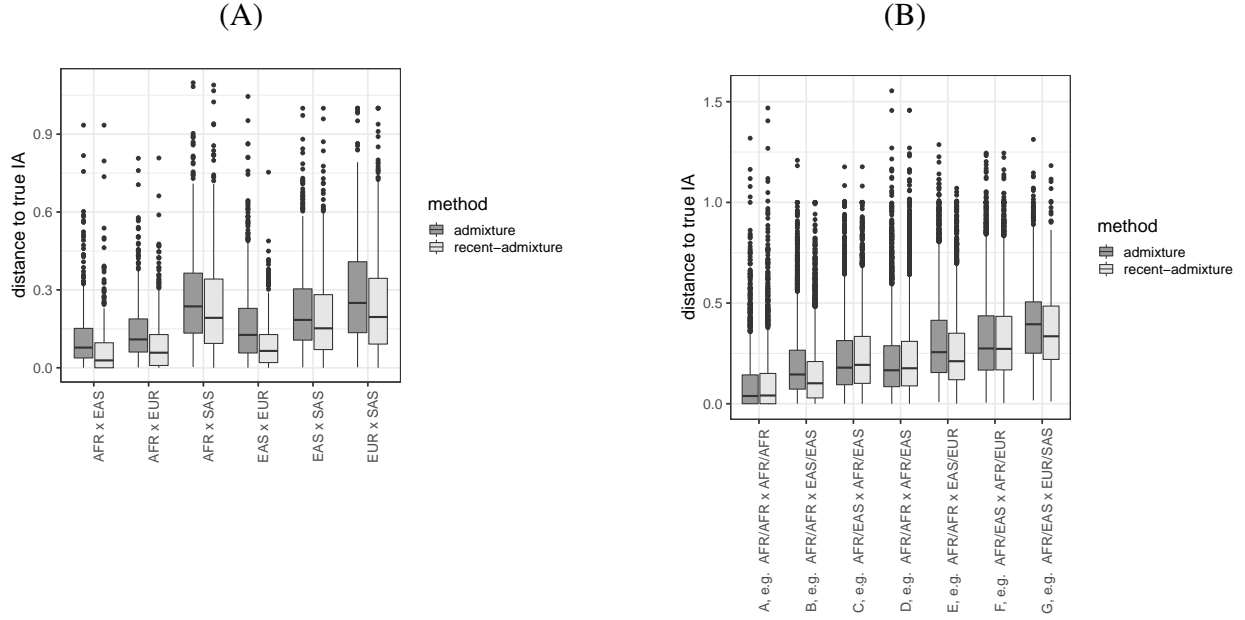 (A)
distance to true IA
0.9
0.6
0.3
0.0
AFR x EAS
AFR x EUR
AFR x SAS
EAS x EUR
EAS x SAS
EUR x SAS
method
admixture
recent-admixture
(B)
distance to true IA
1.5
1.0
0.5
0.0
A, e.g. AFR/AFR x AFR/AFR
B, e.g. AFR/AFR x EAS/EAS
C, e.g. AFR/EAS x AFR/EAS
D, e.g. AFR/AFR x AFR/EAS
E, e.g. AFR/AFR x EAS/EUR
F, e.g. AFR/EAS x AFR/EUR
G, e.g. AFR/EAS x EUR/SAS
method
admixture
recent-admixture